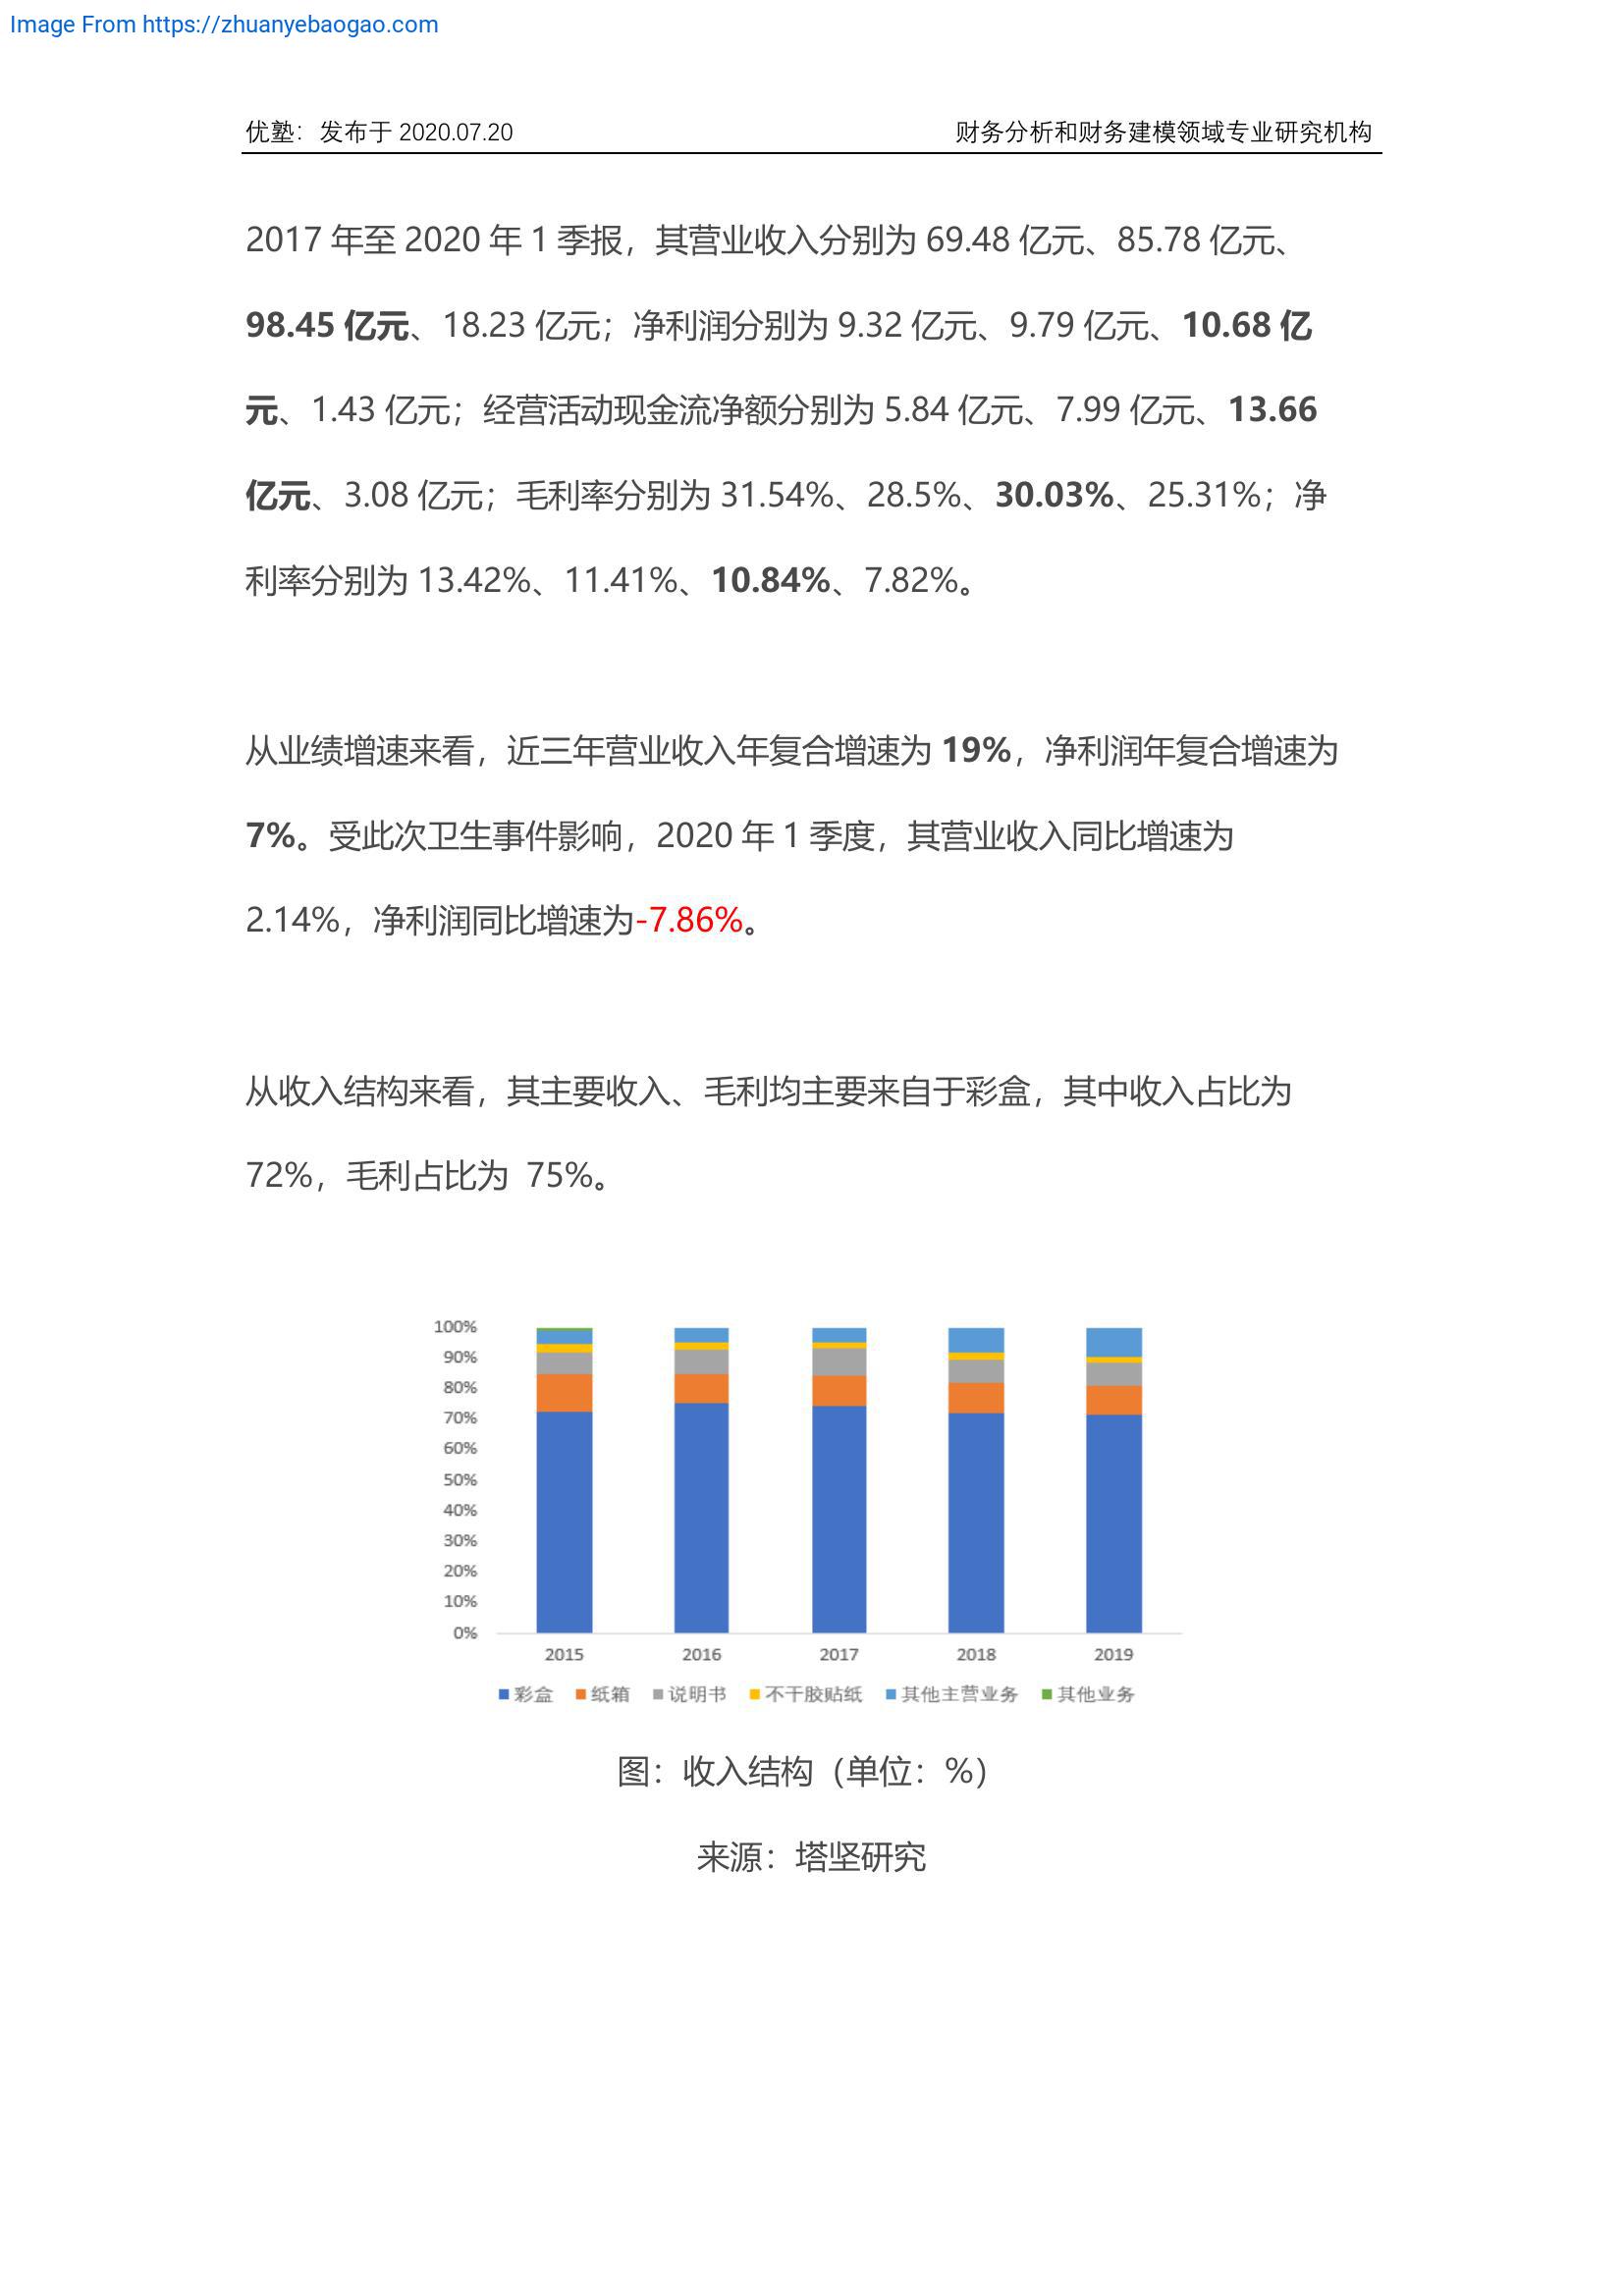 Image From https://zhuanyebaogao.com
优塾：发布于 2020.07.20 财务分析和财务建模领域专业研究机构
2017 年至 2020 年 1 季报，其营业收入分别为 69.48 亿元、85.78 亿元、
98.45 亿元、18.23 亿元；净利润分别为 9.32 亿元、9.79 亿元、10.68 亿
元、1.43 亿元；经营活动现金流净额分别为 5.84 亿元、7.99 亿元、13.66
亿元、3.08 亿元；毛利率分别为 31.54%、28.5%、30.03%、25.31%；净
利率分别为 13.42%、11.41%、10.84%、7.82%。
从业绩增速来看，近三年营业收入年复合增速为 19%，净利润年复合增速为
7%。受此次卫生事件影响，2020 年 1 季度，其营业收入同比增速为
2.14%，净利润同比增速为-7.86%。
从收入结构来看，其主要收入、毛利均主要来自于彩盒，其中收入占比为
72%，毛利占比为 75%。
100%
90%
80%
70%
60%
50%
40%
30%
20%
10%
0%
2015 2016 2017 2018 2019
彩盒 纸箱 说明书 不干胶贴纸 其他主营业务 其他业务
图：收入结构（单位：%）
来源：塔坚研究